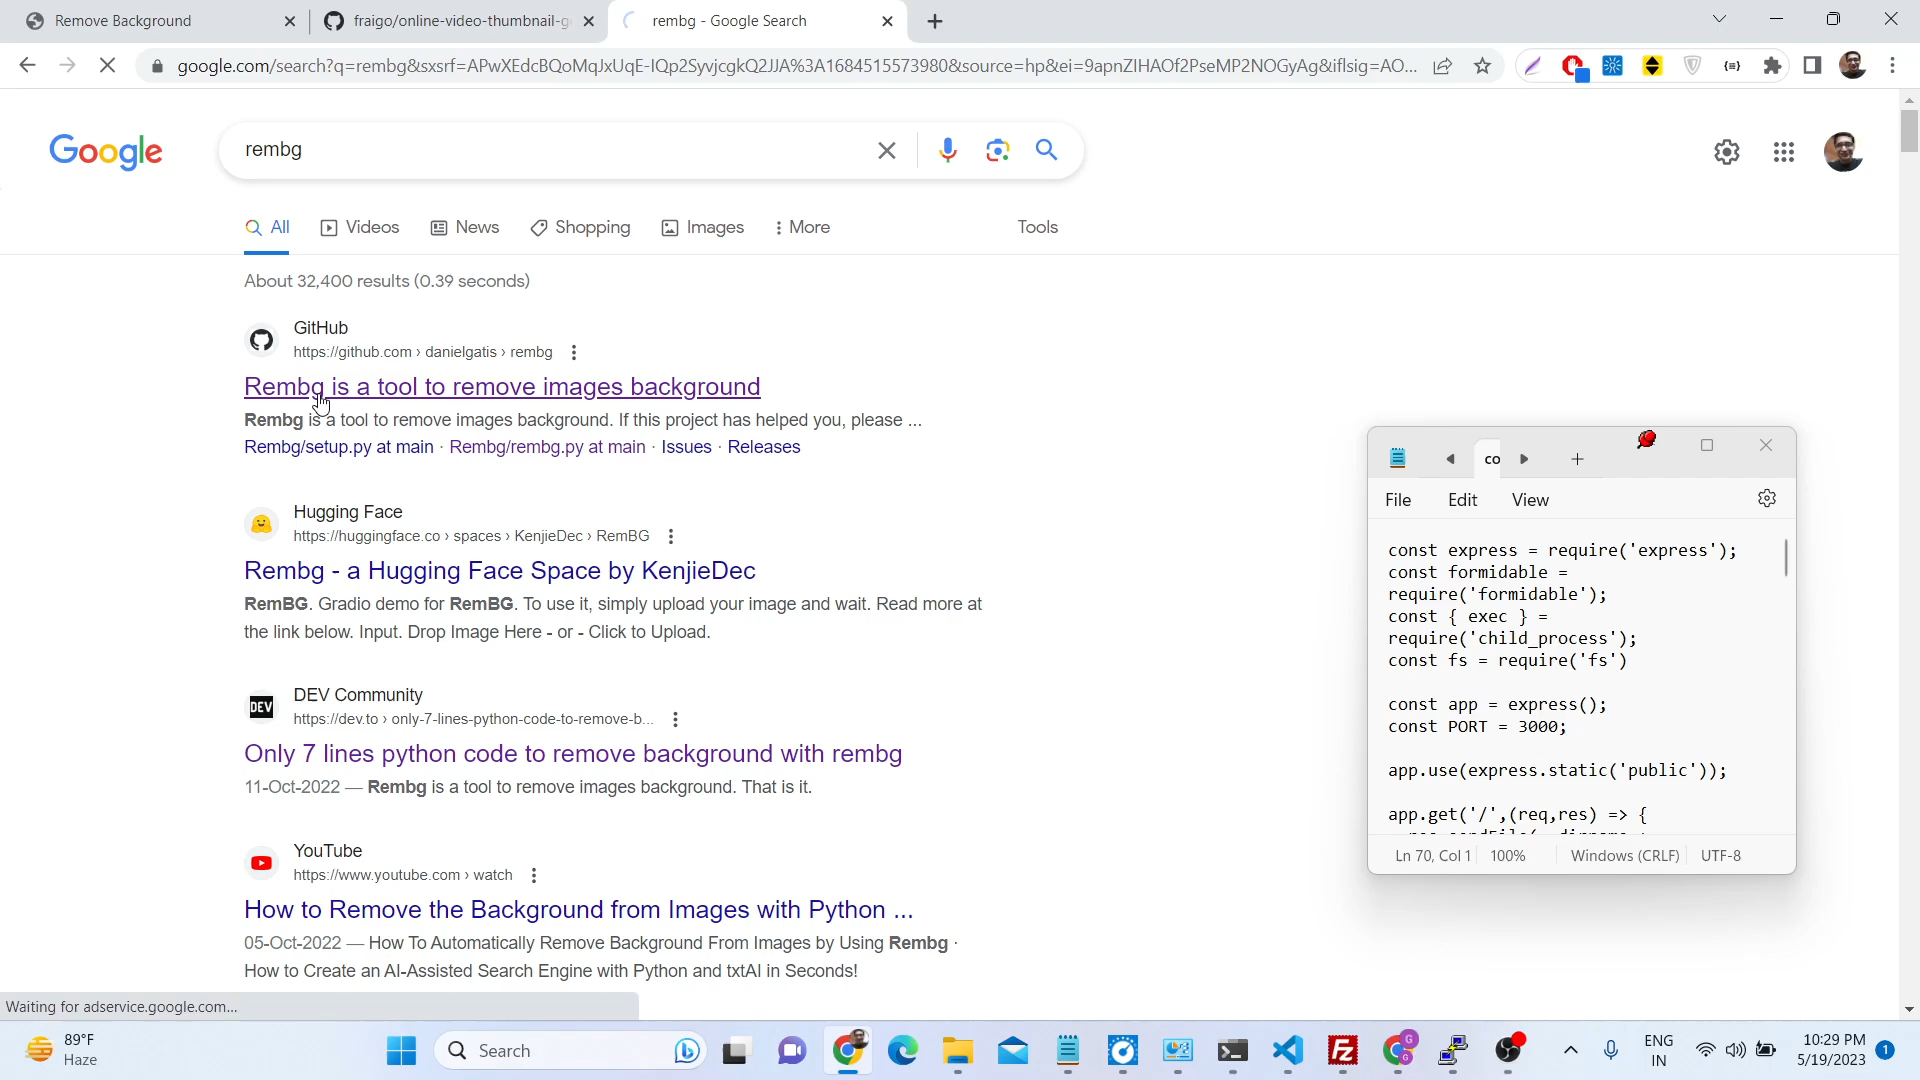 Remove Background
fraigo/online-video-thumbnail-g
rembg - Google Search
google.com/search?q=rembg&sxsrf=APwXEdcBQoMqJxUqE-IQp2SyvjcgkQ2JJA%3A1684515573980&source=hp&ei=9apnZIHAOf2PseMP2NOGyAg&iflsig=AO...
Google
rembg
All
Videos
News
Shopping
Images
More
Tools
About 32,400 results (0.39 seconds)
GitHub
https://github.com › danielgatis › rembg
Rembg is a tool to remove images background
Rembg is a tool to remove images background. If this project has helped you, please ...
Rembg/setup.py at main · Rembg/rembg.py at main · Issues · Releases
Hugging Face
https://huggingface.co › spaces › KenjieDec › RemBG
Rembg - a Hugging Face Space by KenjieDec
RemBG. Gradio demo for RemBG. To use it, simply upload your image and wait. Read more at
the link below. Input. Drop Image Here - or - Click to Upload.
DEV
DEV Community
https://dev.to › only-7-lines-python-code-to-remove-b...
Only 7 lines python code to remove background with rembg
11-Oct-2022 — Rembg is a tool to remove images background. That is it.
YouTube
https://www.youtube.com › watch
How to Remove the Background from Images with Python ...
05-Oct-2022 — How To Automatically Remove Background From Images by Using Rembg ·
How to Create an AI-Assisted Search Engine with Python and txtAI in Seconds!
co
File
Edit
View
const express = require('express');
const formidable =
require('formidable');
const { exec } =
require('child_process');
const fs = require('fs')
const app = express();
const PORT = 3000;
app.use(express.static('public'));
app.get('/',(req,res) => {
Ln 70, Col 1
100%
Windows (CRLF)
UTF-8
Waiting for adservice.google.com...
89°F
Haze
Search
ENG
IN
10:29 PM
5/19/2023
1